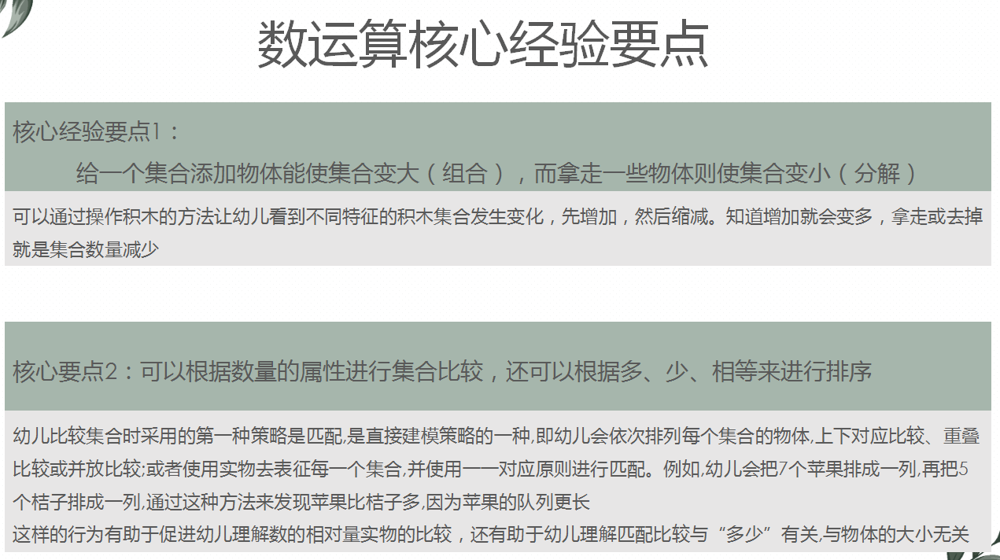 数运算核心经验要点
核心经验要点1：
给一个集合添加物体能使集合变大（组合），而拿走一些物体则使集合变小（分解）
可以通过操作积木的方法让幼儿看到不同特征的积木集合发生变化，先增加，然后缩减。知道增加就会变多，拿走或去掉
就是集合数量减少
核心要点2：可以根据数量的属性进行集合比较，还可以根据多、少、相等来进行排序
幼儿比较集合时采用的第一种策略是匹配,是直接建模策略的一种,即幼儿会依次排列每个集合的物体,上下对应比较、重叠
比较或并放比较;或者使用实物去表征每一个集合,并使用一一对应原则进行匹配。例如,幼儿会把7个苹果排成一列,再把5
个桔子排成一列,通过这种方法来发现苹果比桔子多,因为苹果的队列更长
这样的行为有助于促进幼儿理解数的相对量实物的比较，还有助于幼儿理解匹配比较与“多少”有关,与物体的大小无关